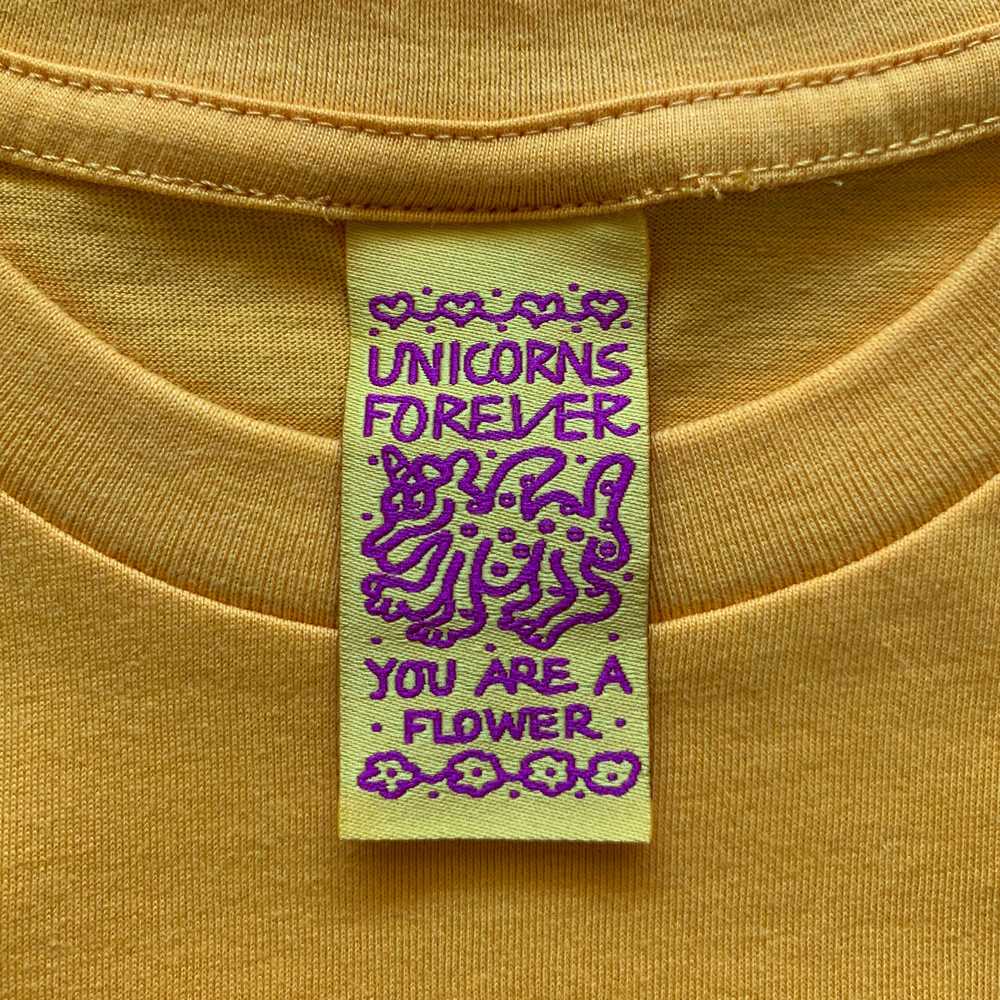 UNICORNS
FOREVER
YOU ARE A
• FLOWER •